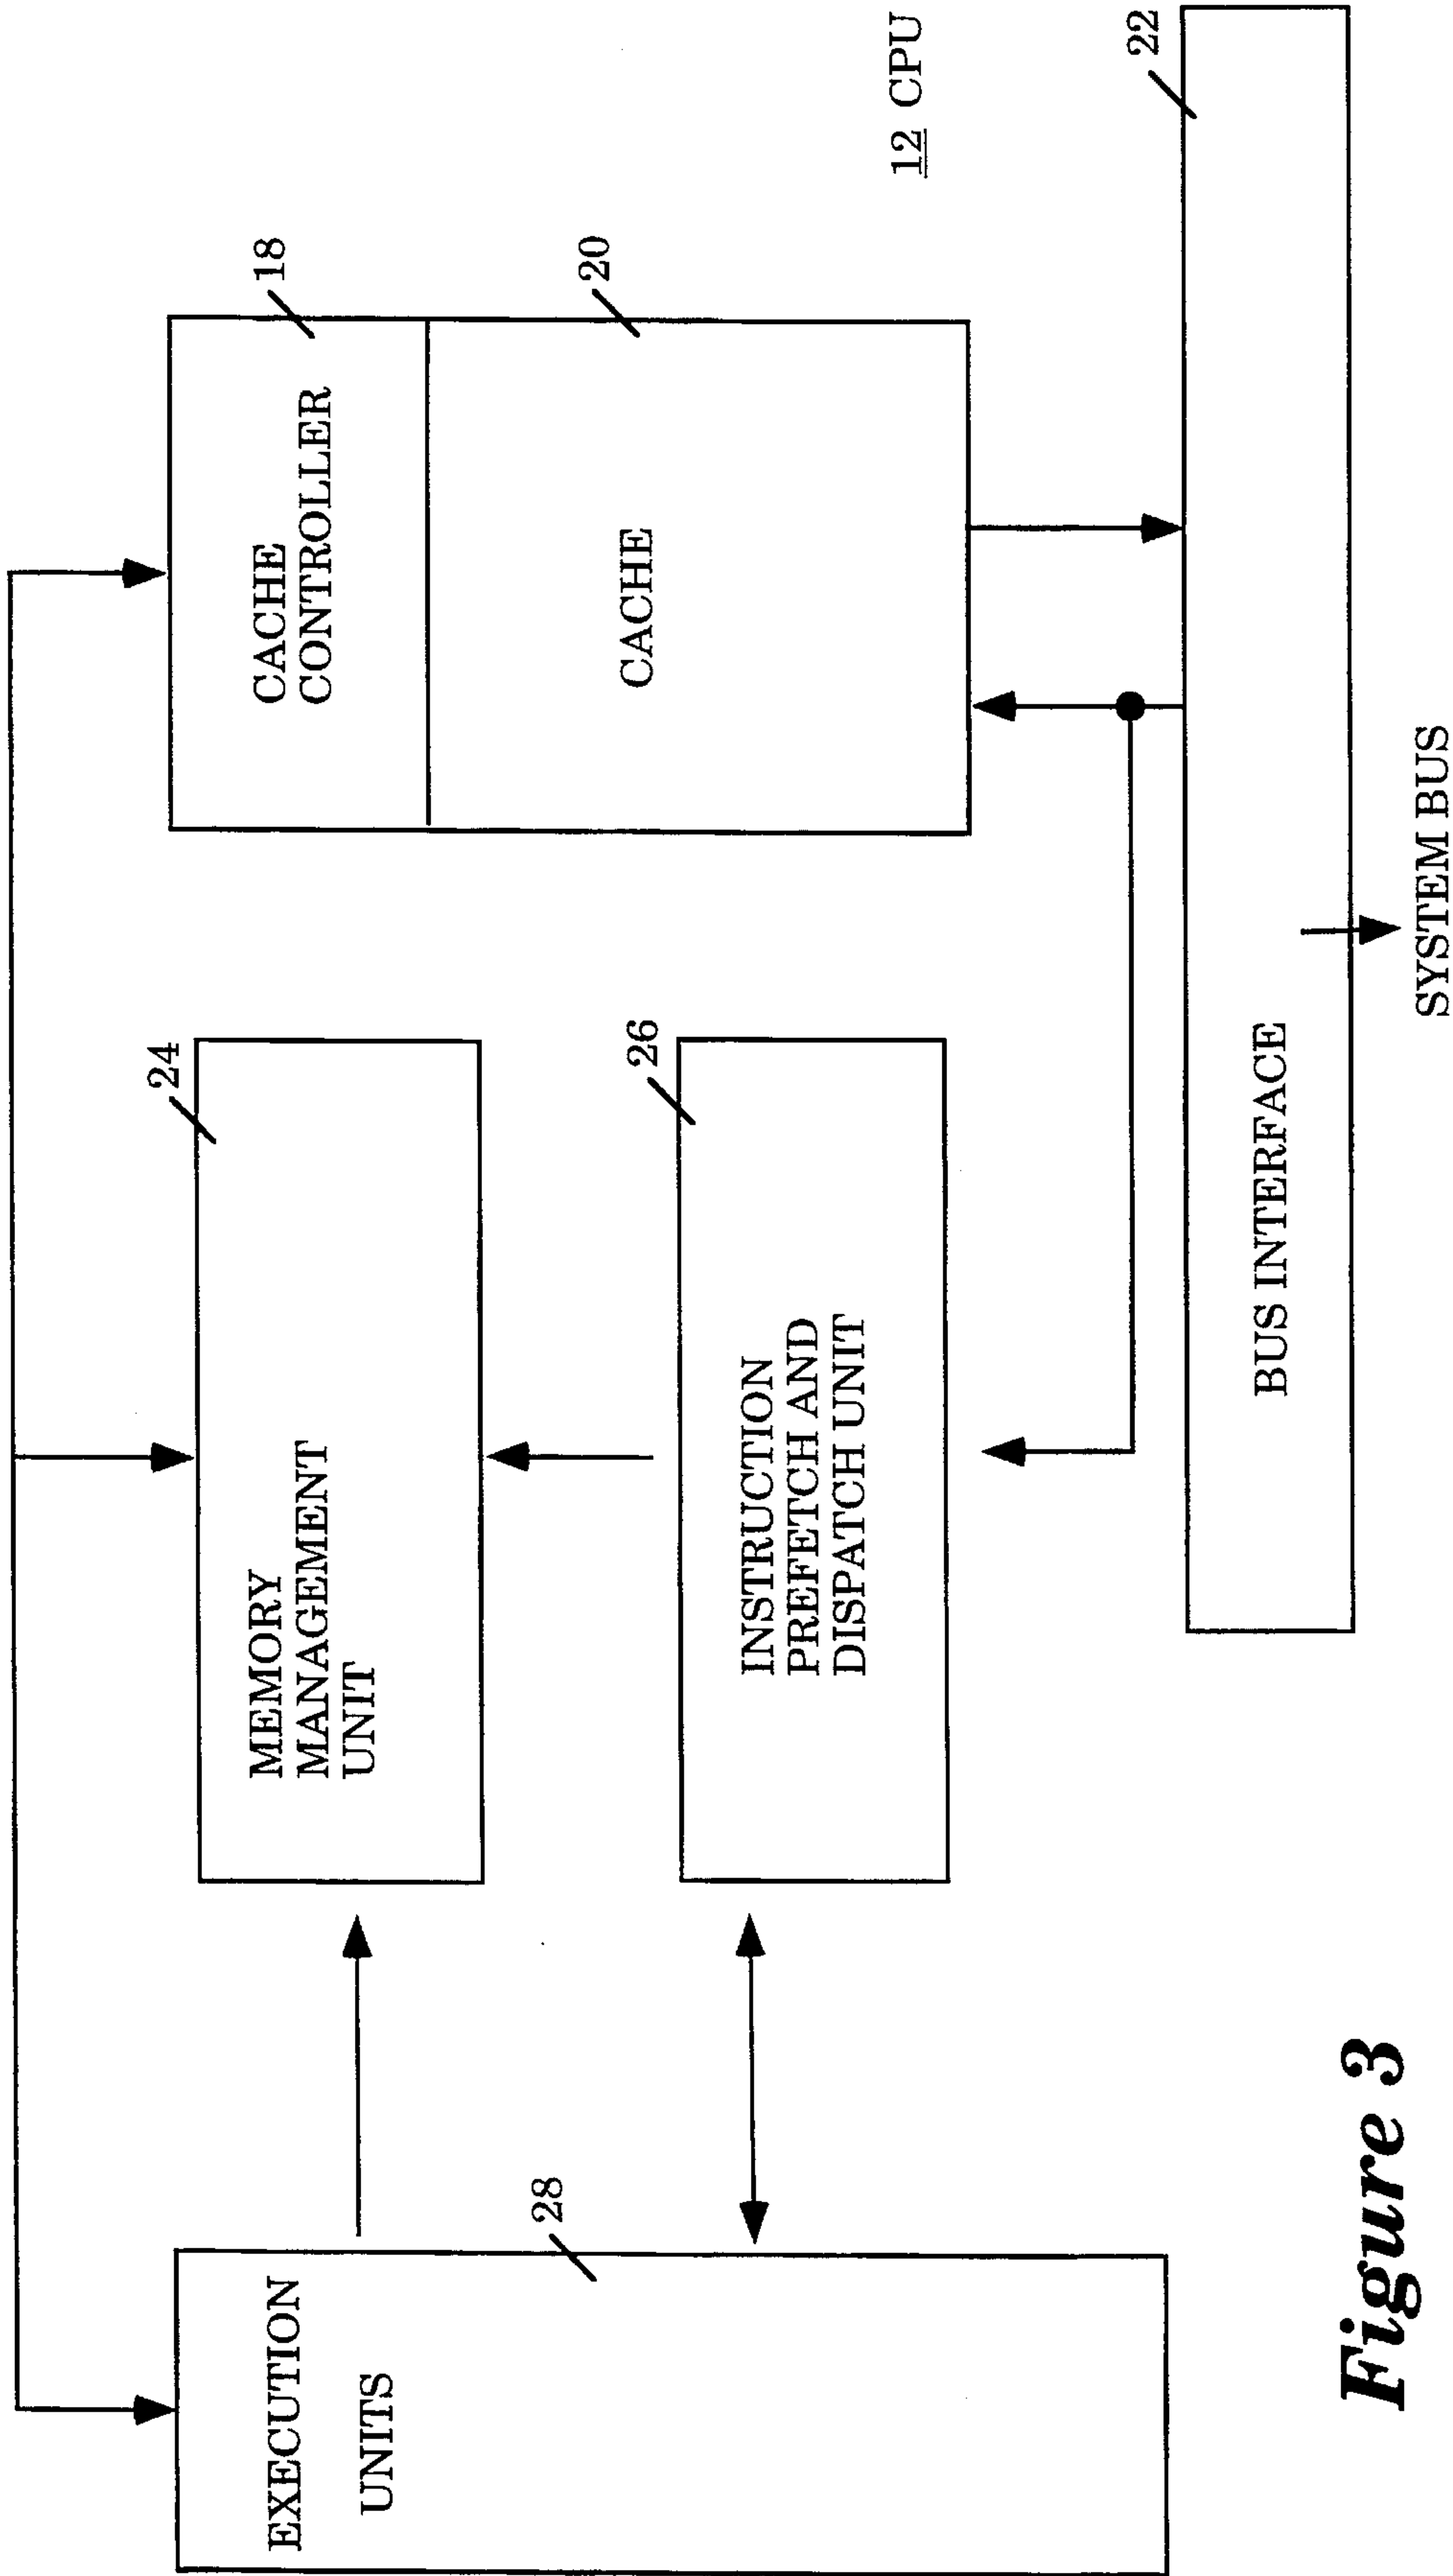 EXECUTION
UNITS
28
MEMORY
MANAGEMENT
UNIT
24
INSTRUCTION
PREFETCH AND
DISPATCH UNIT
26
CACHE
CONTROLLER
18
CACHE
20
12 CPU
22
BUS INTERFACE
SYSTEM BUS
Figure 3